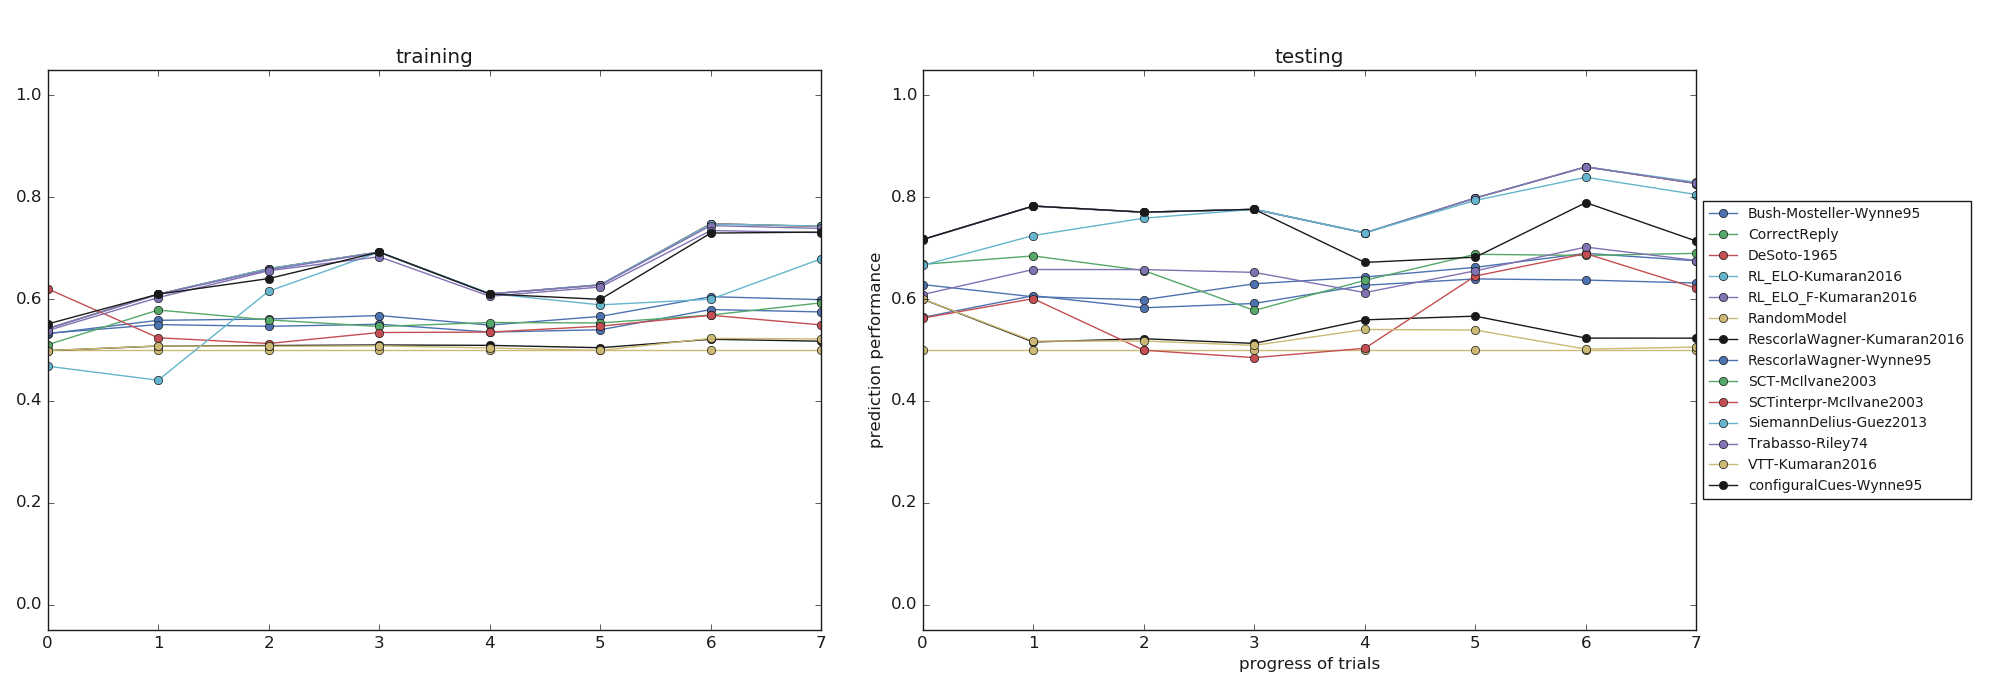 training
1.0
0.8
0.6
0.4
0.2
0.0
0 1 2 3 4 5 6 7
testing
prediction performance
1.0
0.8
0.6
0.4
0.2
0.0
0 1 2 3 4 5 6 7
progress of trials
Bush-Mosteller-Wynne95
CorrectReply
DeSoto-1965
RL_ELO-Kumaran2016
RL_ELO_F-Kumaran2016
RandomModel
RescorlaWagner-Kumaran2016
RescorlaWagner-Wynne95
SCT-McIlvane2003
SCTinterpr-McIlvane2003
SiemannDelius-Guez2013
Trabasso-Riley74
VTT-Kumaran2016
configuralCues-Wynne95